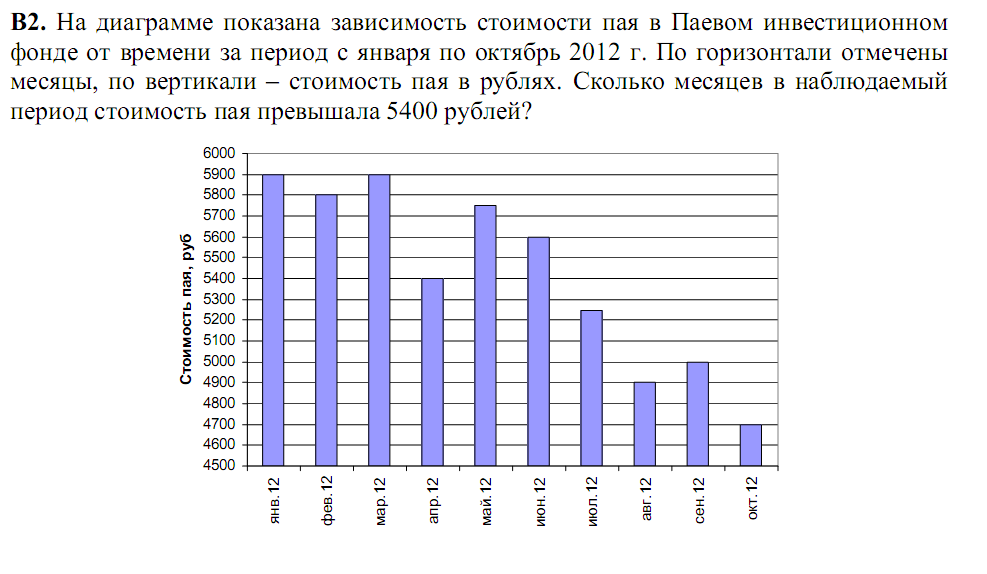 В2. На диаграмме показана зависимость стоимости пая в Паевом инвестиционном
фонде от времени за период с января по октябрь 2012 г. По горизонтали отмечены
месяцы, по вертикали – стоимость пая в рублях. Сколько месяцев в наблюдаемый
период стоимость пая превышала 5400 рублей?
Стоимость пая, руб
6000
5900
5800
5700
5600
5500
5400
5300
5200
5100
5000
4900
4800
4700
4600
4500
янв.12
фев.12
мар.12
апр.12
май.12
июн.12
июл.12
авг.12
сен.12
окт.12